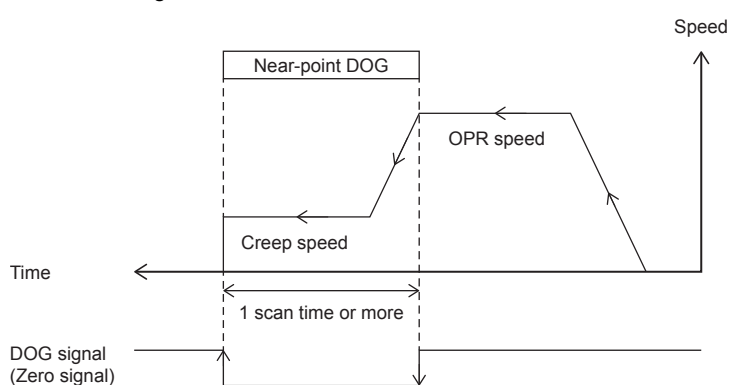 Speed
Near-point DOG
OPR speed
Creep speed
Time
1 scan time or more
DOG signal
(Zero signal)